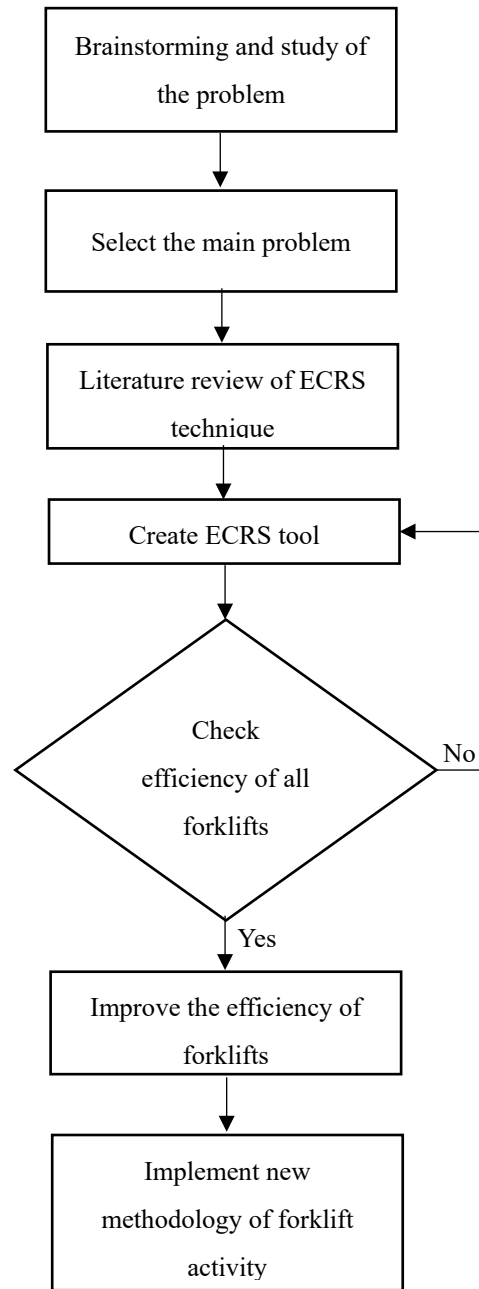 Brainstorming and study of
the problem
Select the main problem
Literature review of ECRS
technique
Create ECRS tool
Check
efficiency of all
forklifts
No
Yes
Improve the efficiency of
forklifts
Implement new
methodology of forklift
activity